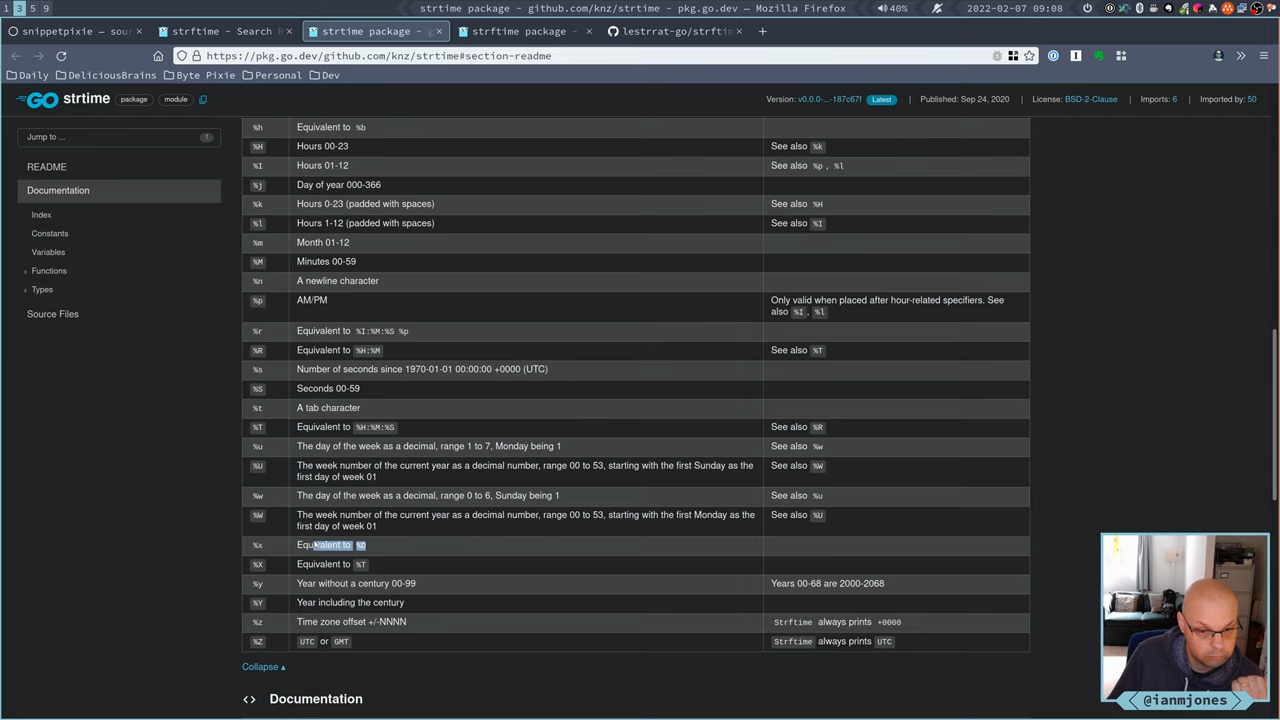 1 3 5 9
strtime package - github.com/knz/strtime - pkg.go.dev — Mozilla Firefox
40%
2022-02-07 09:08
snippetpixie — sour
strftime - Search R
strtime package - g
strftime package -
lestrrat-go/strftim
https://pkg.go.dev/github.com/knz/strtime#section-readme
Daily DeliciousBrains Byte Pixie Personal Dev
GO strtime package module
Version: v0.0.0-...-187c67f Latest | Published: Sep 24, 2020 | License: BSD-2-Clause | Imports: 6 | Imported by: 50
Jump to ...
README
Documentation
Index
Constants
Variables
Functions
Types
Source Files
%h Equivalent to %b
%H Hours 00-23 See also %k
%I Hours 01-12 See also %p , %l
%j Day of year 000-366
%k Hours 0-23 (padded with spaces) See also %H
%l Hours 1-12 (padded with spaces) See also %I
%m Month 01-12
%M Minutes 00-59
%n A newline character
%p AM/PM Only valid when placed after hour-related specifiers. See
also %I, %l
%r Equivalent to %I:%M:%S %p
%R Equivalent to %H:%M See also %T
%s Number of seconds since 1970-01-01 00:00:00 +0000 (UTC)
%S Seconds 00-59
%t A tab character
%T Equivalent to %H:%M:%S See also %R
%u The day of the week as a decimal, range 1 to 7, Monday being 1 See also %w
%U The week number of the current year as a decimal number, range 00 to 53, starting with the first Sunday as the See also %W
first day of week 01
%w The day of the week as a decimal, range 0 to 6, Sunday being 1 See also %u
%W The week number of the current year as a decimal number, range 00 to 53, starting with the first Monday as the See also %U
first day of week 01
%x Equivalent to %D
%X Equivalent to %T
%y Year without a century 00-99 Years 00-68 are 2000-2068
%Y Year including the century
%z Time zone offset +/-NNNN Strftime always prints +0000
%Z UTC or GMT Strftime always prints UTC
Collapse
Documentation
@ianmjones